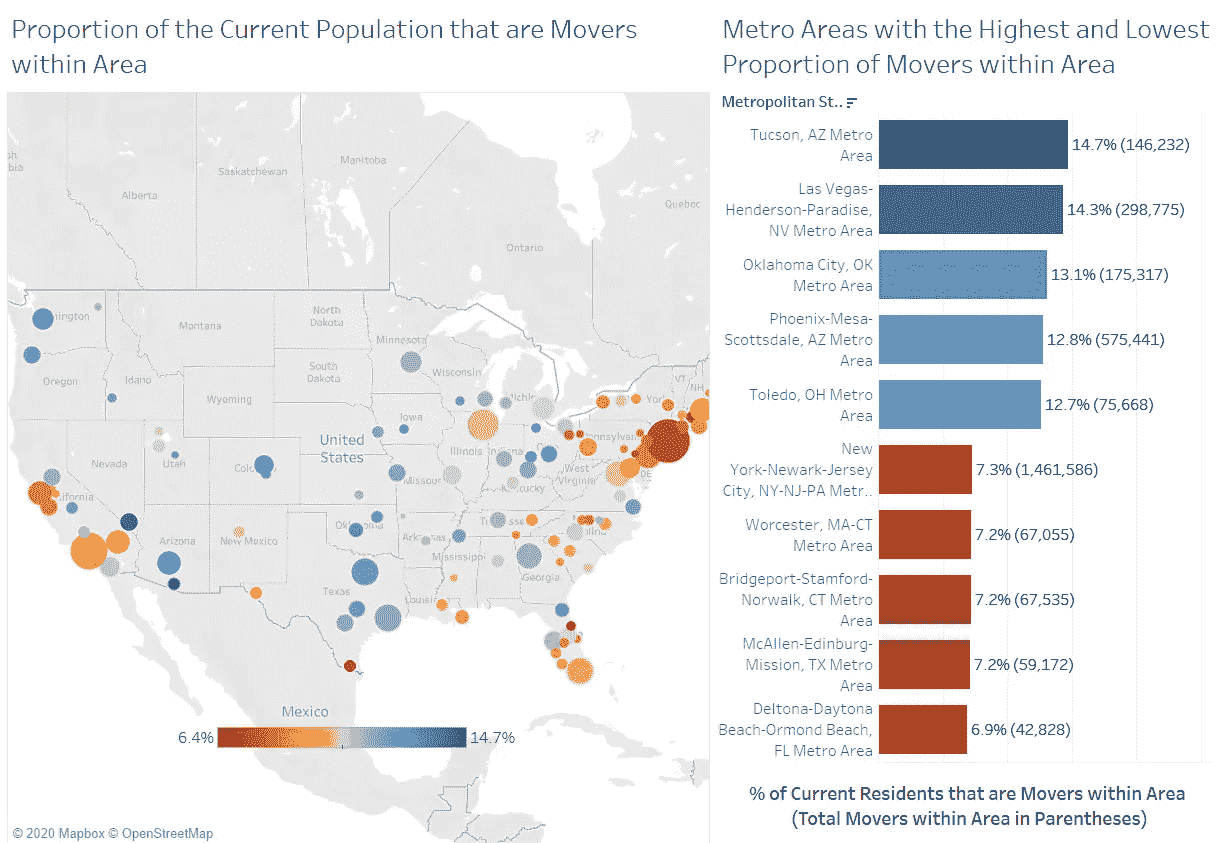 Proportion of the Current Population that are Movers
within Area
Metro Areas with the Highest and Lowest
Proportion of Movers within Area
Metropolitan St..
Tucson, AZ Metro
Area
14.7% (146,232)
Las Vegas-
Henderson-Paradise,
NV Metro Area
14.3% (298,775)
Oklahoma City, OK
Metro Area
13.1% (175,317)
Phoenix-Mesa-
Scottsdale, AZ Metro
Area
12.8% (575,441)
Toledo, OH Metro
Area
12.7% (75,668)
New
York-Newark-Jersey
City, NY-NJ-PA Metr..
7.3% (1,461,586)
Worcester, MA-CT
Metro Area
7.2% (67,055)
Bridgeport-Stamford-
Norwalk, CT Metro
Area
7.2% (67,535)
McAllen-Edinburg-
Mission, TX Metro
Area
7.2% (59,172)
Deltona-Daytona
Beach-Ormond Beach,
FL Metro Area
6.9% (42,828)
% of Current Residents that are Movers within Area
(Total Movers within Area in Parentheses)
Manitoba
Saskatchewan
Alberta
Quebec
Ontario
North
Dakota
Montana
Minnesota
South
Dakota
Wisconsin
Oregon
Idaho
Wyoming
VT
NH
Iowa
United
States
Nevada
Utah
Illinois
West
Virginia
Missouri
Kentucky
Arizona
New Mexico
Mississippi
Georgia
Texas
Mexico
6.4%
14.7%
© 2020 Mapbox © OpenStreetMap